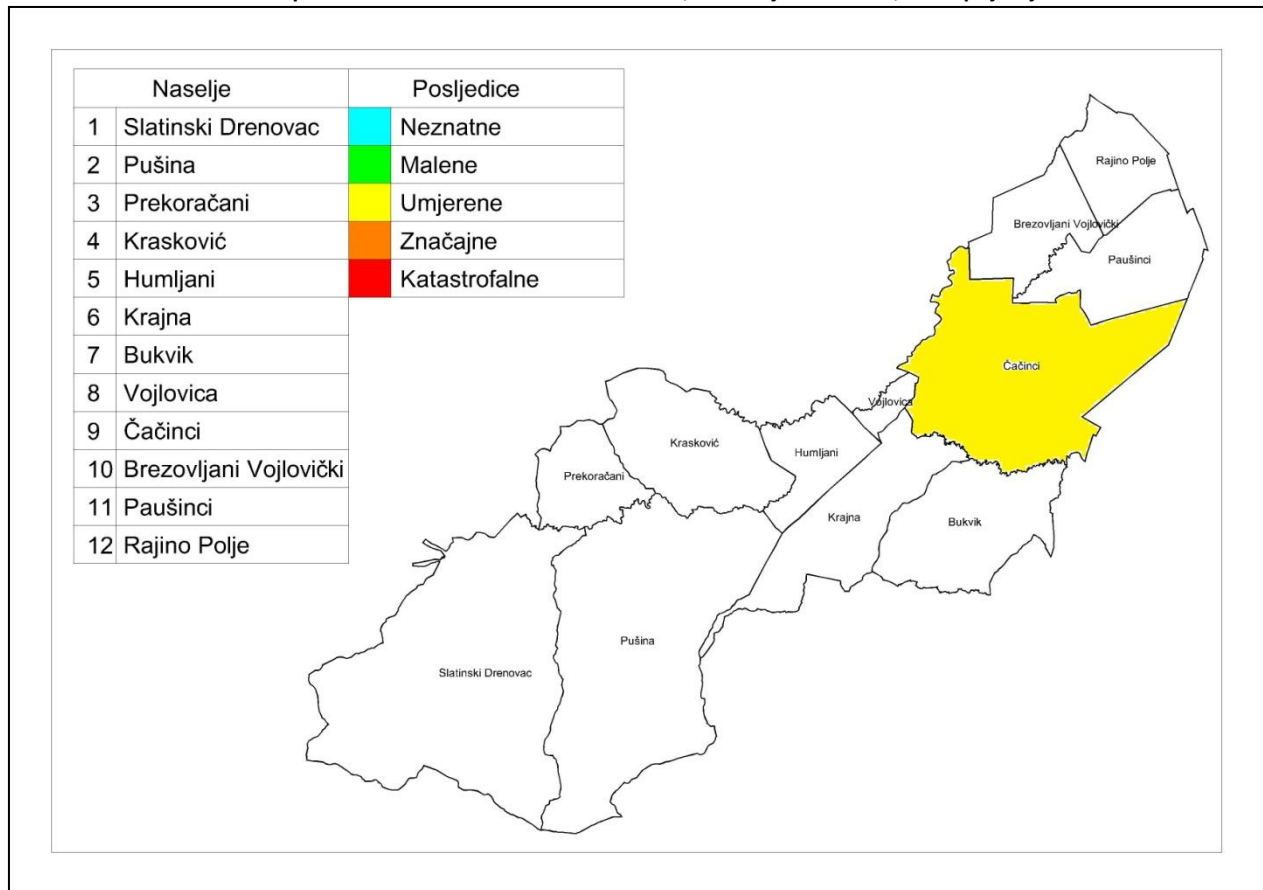 Naselje Posljedice
1 Slatinski Drenovac Neznatne
2 Pušina Malene
3 Prekoračani Umjerene
4 Krasković Značajne
5 Humljani Katastrofalne
6 Krajna
7 Bukvik
8 Vojlovica
9 Čačinci
10 Brezovljani Vojlovički
11 Paušinci
12 Rajino Polje
Rajino Polje
Brezovljani Vojlovički
Paušinci
Čačinci
Vojlovica
Krasković
Humljani
Prekoračani
Krajna
Bukvik
Pušina
Slatinski Drenovac